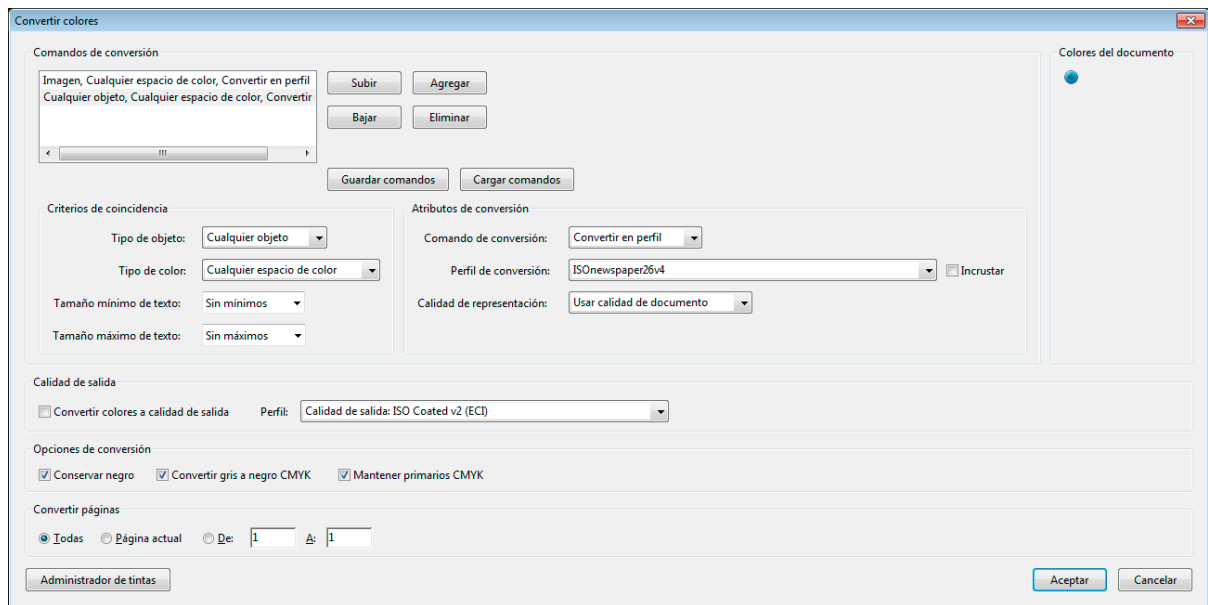 Convertir colores
Comandos de conversión
Colores del documento
Imagen, Cualquier espacio de color, Convertir en perfil
Cualquier objeto, Cualquier espacio de color, Convertir
Subir
Agregar
Bajar
Eliminar
Guardar comandos
Cargar comandos
Criterios de coincidencia
Tipo de objeto: Cualquier objeto
Tipo de color: Cualquier espacio de color
Tamaño mínimo de texto: Sin mínimos
Tamaño máximo de texto: Sin máximos
Atributos de conversión
Comando de conversión: Convertir en perfil
Perfil de conversión: ISOnewspaper26v4 Incrustar
Calidad de representación: Usar calidad de documento
Calidad de salida
Convertir colores a calidad de salida Perfil: Calidad de salida: ISO Coated v2 (ECI)
Opciones de conversión
Conservar negro Convertir gris a negro CMYK Mantener primarios CMYK
Convertir páginas
Todas Página actual De: 1 A: 1
Administrador de tintas
Aceptar
Cancelar